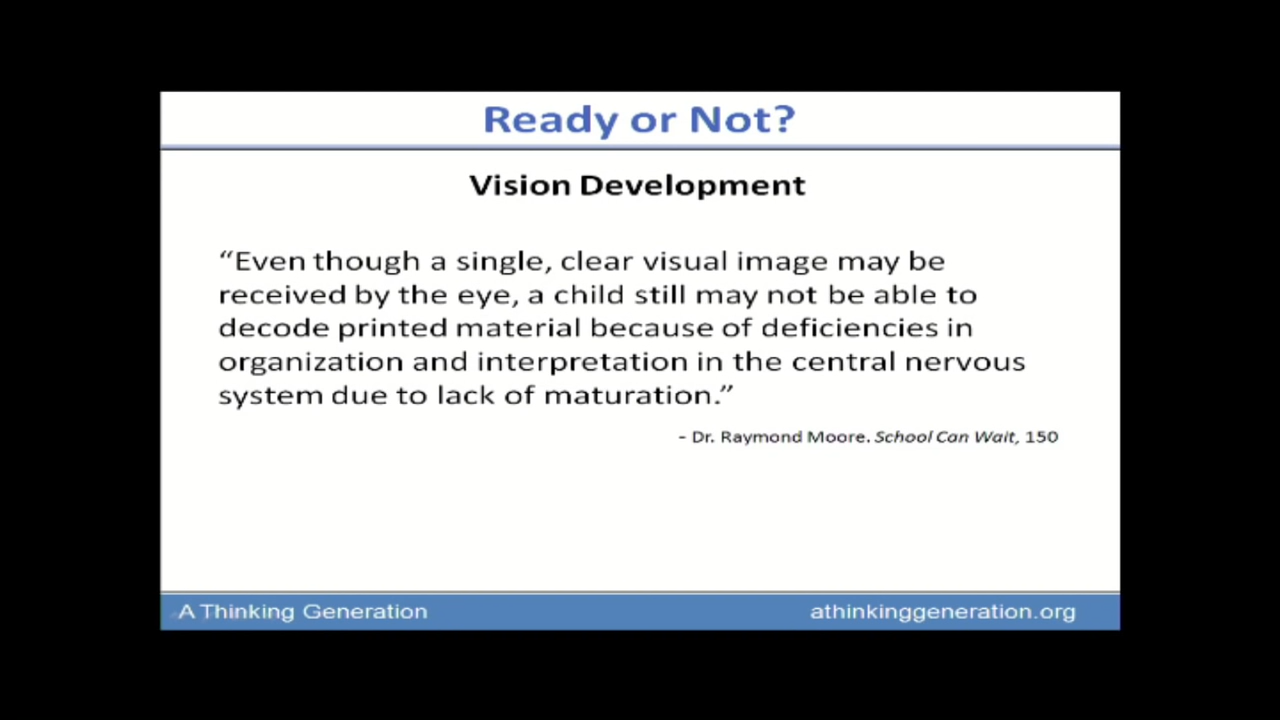 Ready or Not?
Vision Development
“Even though a single, clear visual image may be
received by the eye, a child still may not be able to
decode printed material because of deficiencies in
organization and interpretation in the central nervous
system due to lack of maturation.”
- Dr. Raymond Moore. School Can Wait, 150
A Thinking Generation
athinkinggeneration.org